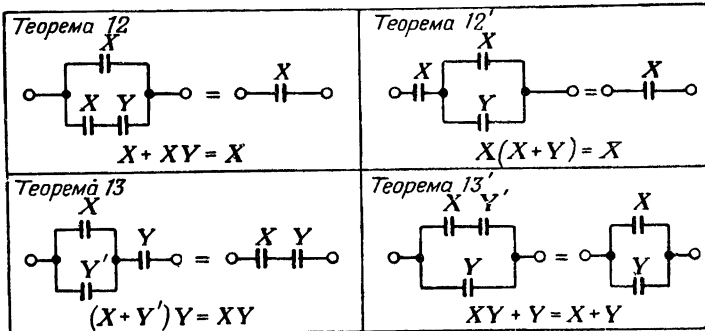 Теорема 12
X
X Y
= X
X + XY = X
Теорема 12'
X
X
Y
= X
X(X+Y) = X
Теорема 13
X
Y'
Y
= X Y
(X+Y')Y = XY
Теорема 13'
X Y'
Y
= X
Y
XY + Y = X + Y